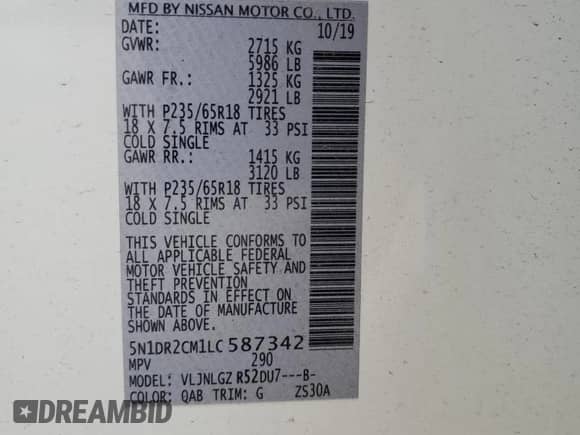 MFD BY NISSAN MOTOR CO., LTD.
DATE: 10/19
GVWR: 2715 KG
5986 LB
GAWR FR.: 1325 KG
2921 LB
WITH P235/65R18 TIRES
18 X 7.5 RIMS AT 33 PSI
COLD SINGLE
GAWR RR.: 1415 KG
3120 LB
WITH P235/65R18 TIRES
18 X 7.5 RIMS AT 33 PSI
COLD SINGLE
THIS VEHICLE CONFORMS TO
ALL APPLICABLE FEDERAL
MOTOR VEHICLE SAFETY AND
THEFT PREVENTION
STANDARDS IN EFFECT ON
THE DATE OF MANUFACTURE
SHOWN ABOVE.
5N1DR2CM1LC587342
MPV 290
MODEL: VLJNLGZ R52DU7---B-
COLOR: QAB TRIM: G ZS30A
DREAMBID